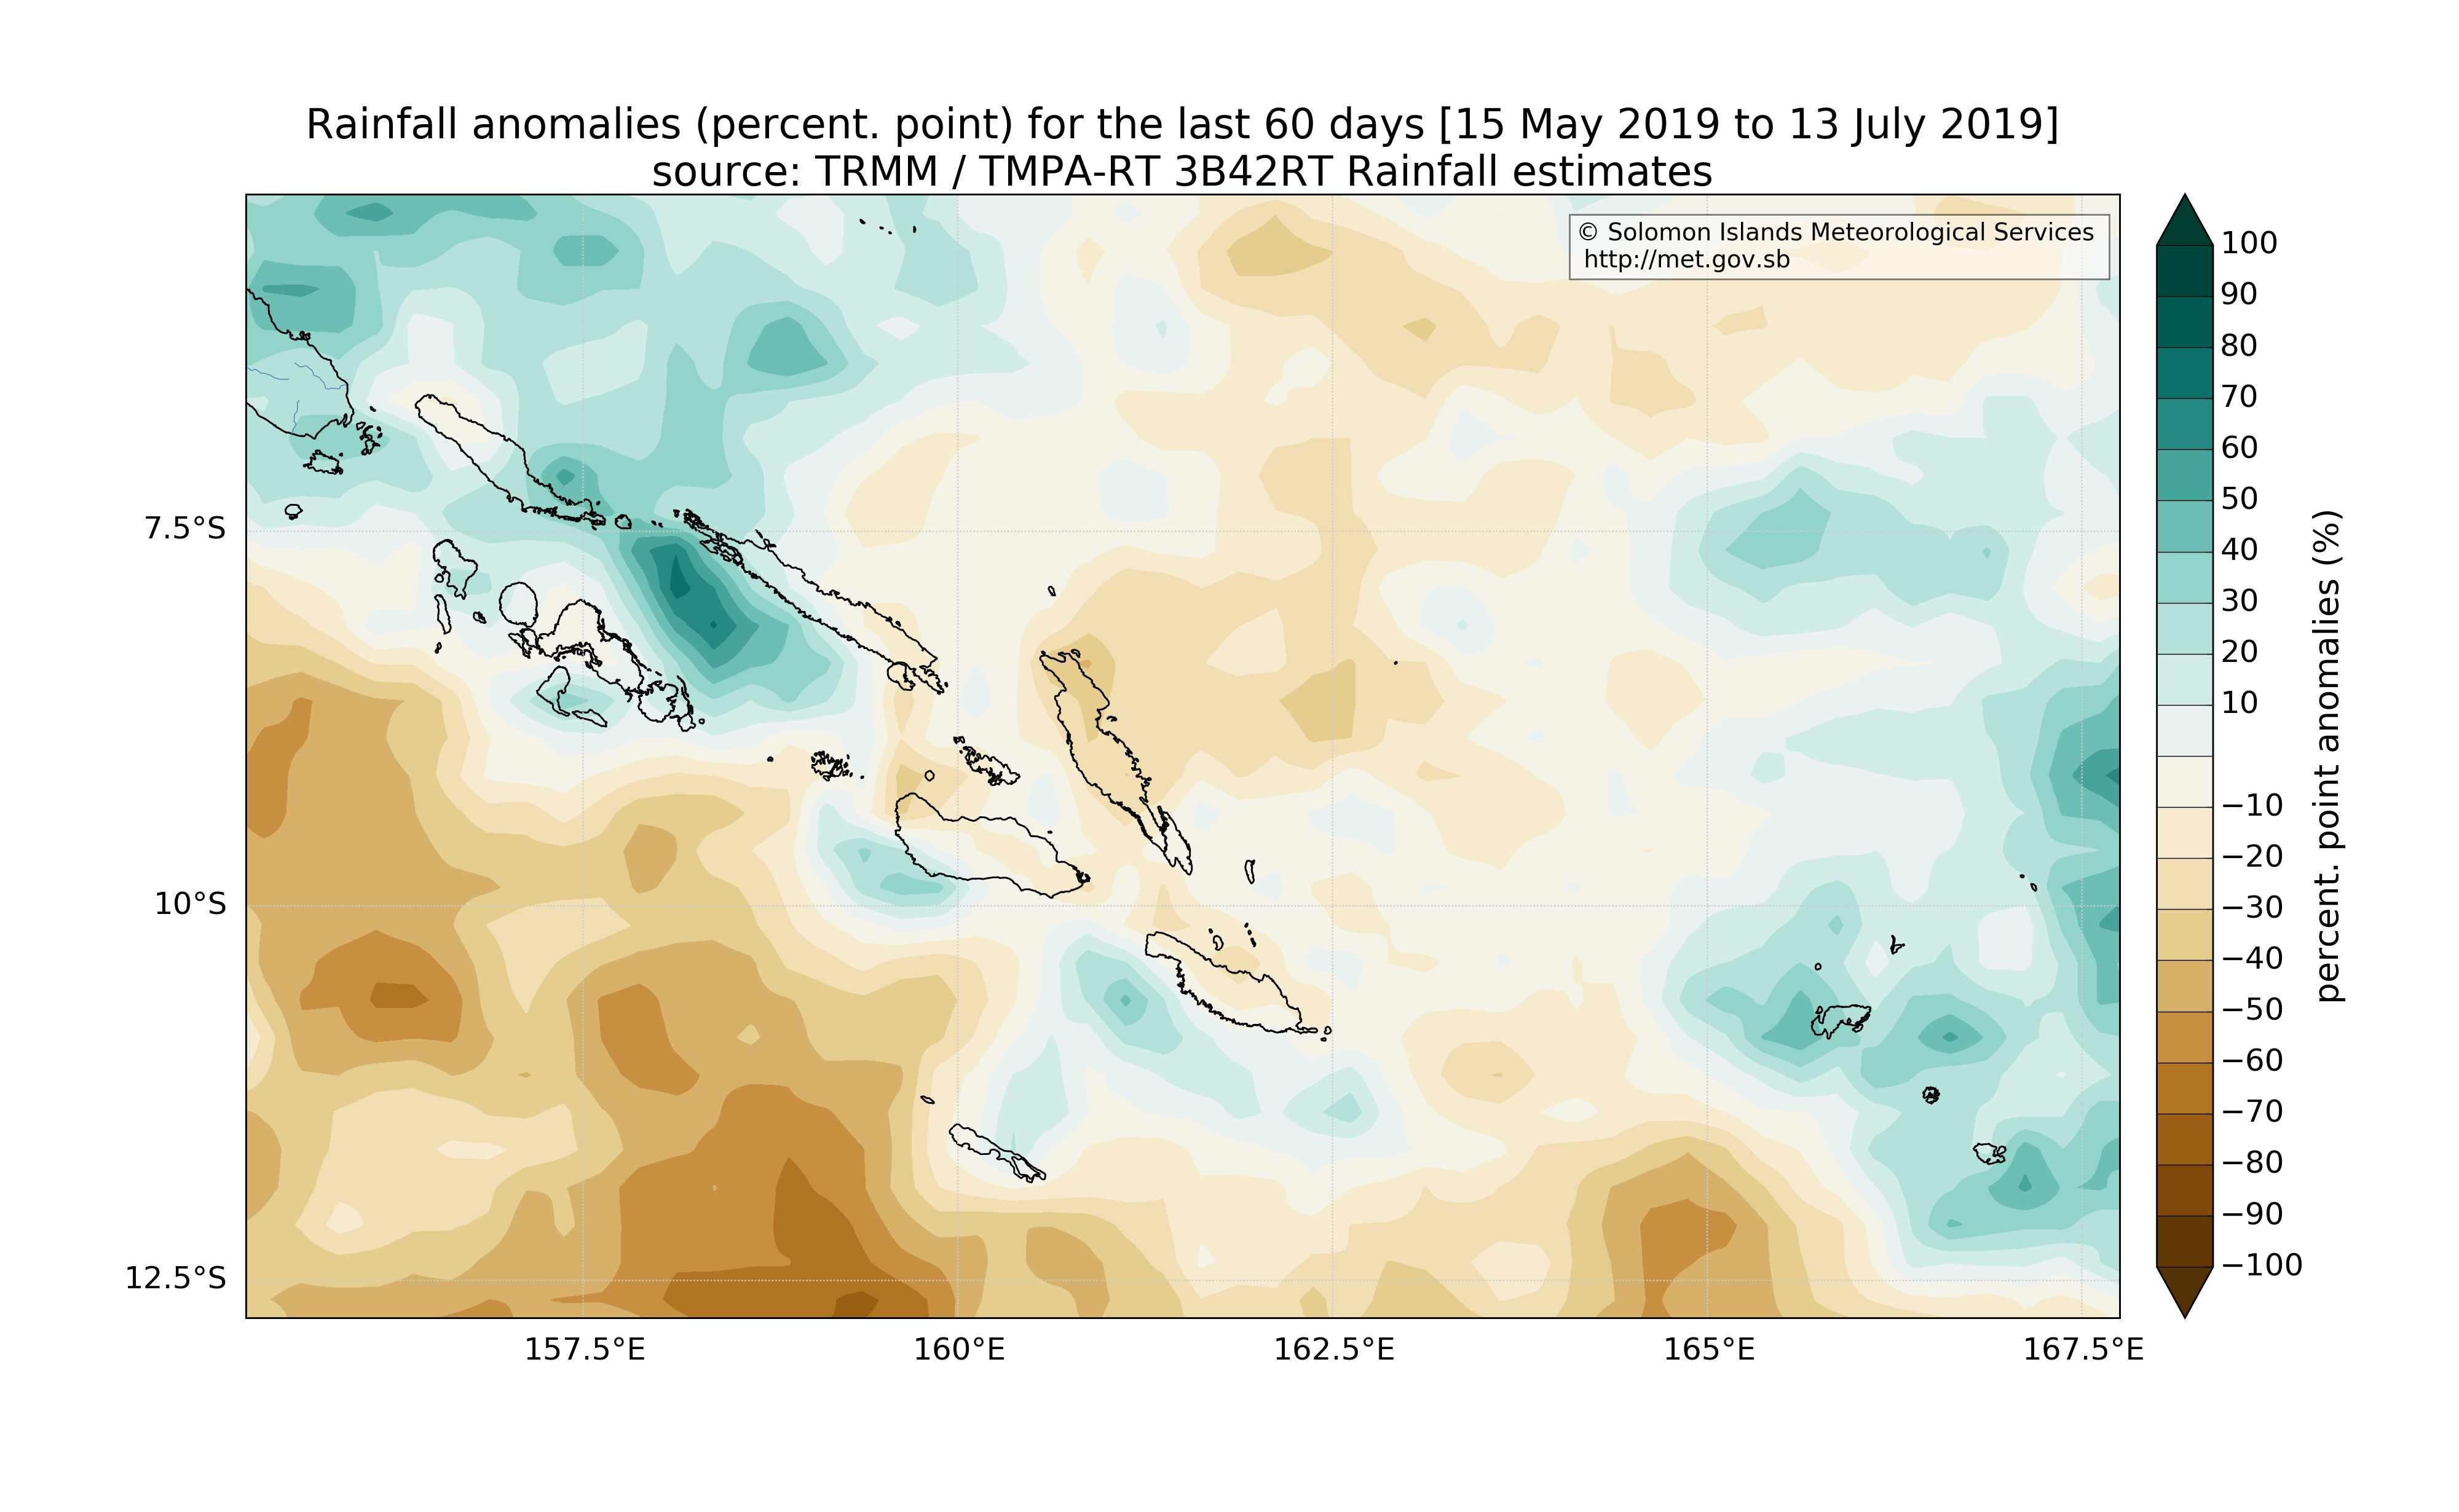 Rainfall anomalies (percent. point) for the last 60 days [15 May 2019 to 13 July 2019]
source: TRMM / TMPA-RT 3B42RT Rainfall estimates
© Solomon Islands Meteorological Services
http://met.gov.sb
7.5°S
10°S
12.5°S
157.5°E
160°E
162.5°E
165°E
167.5°E
100
90
80
70
60
50
40
30
20
10
−10
−20
−30
−40
−50
−60
−70
−80
−90
−100
percent. point anomalies (%)